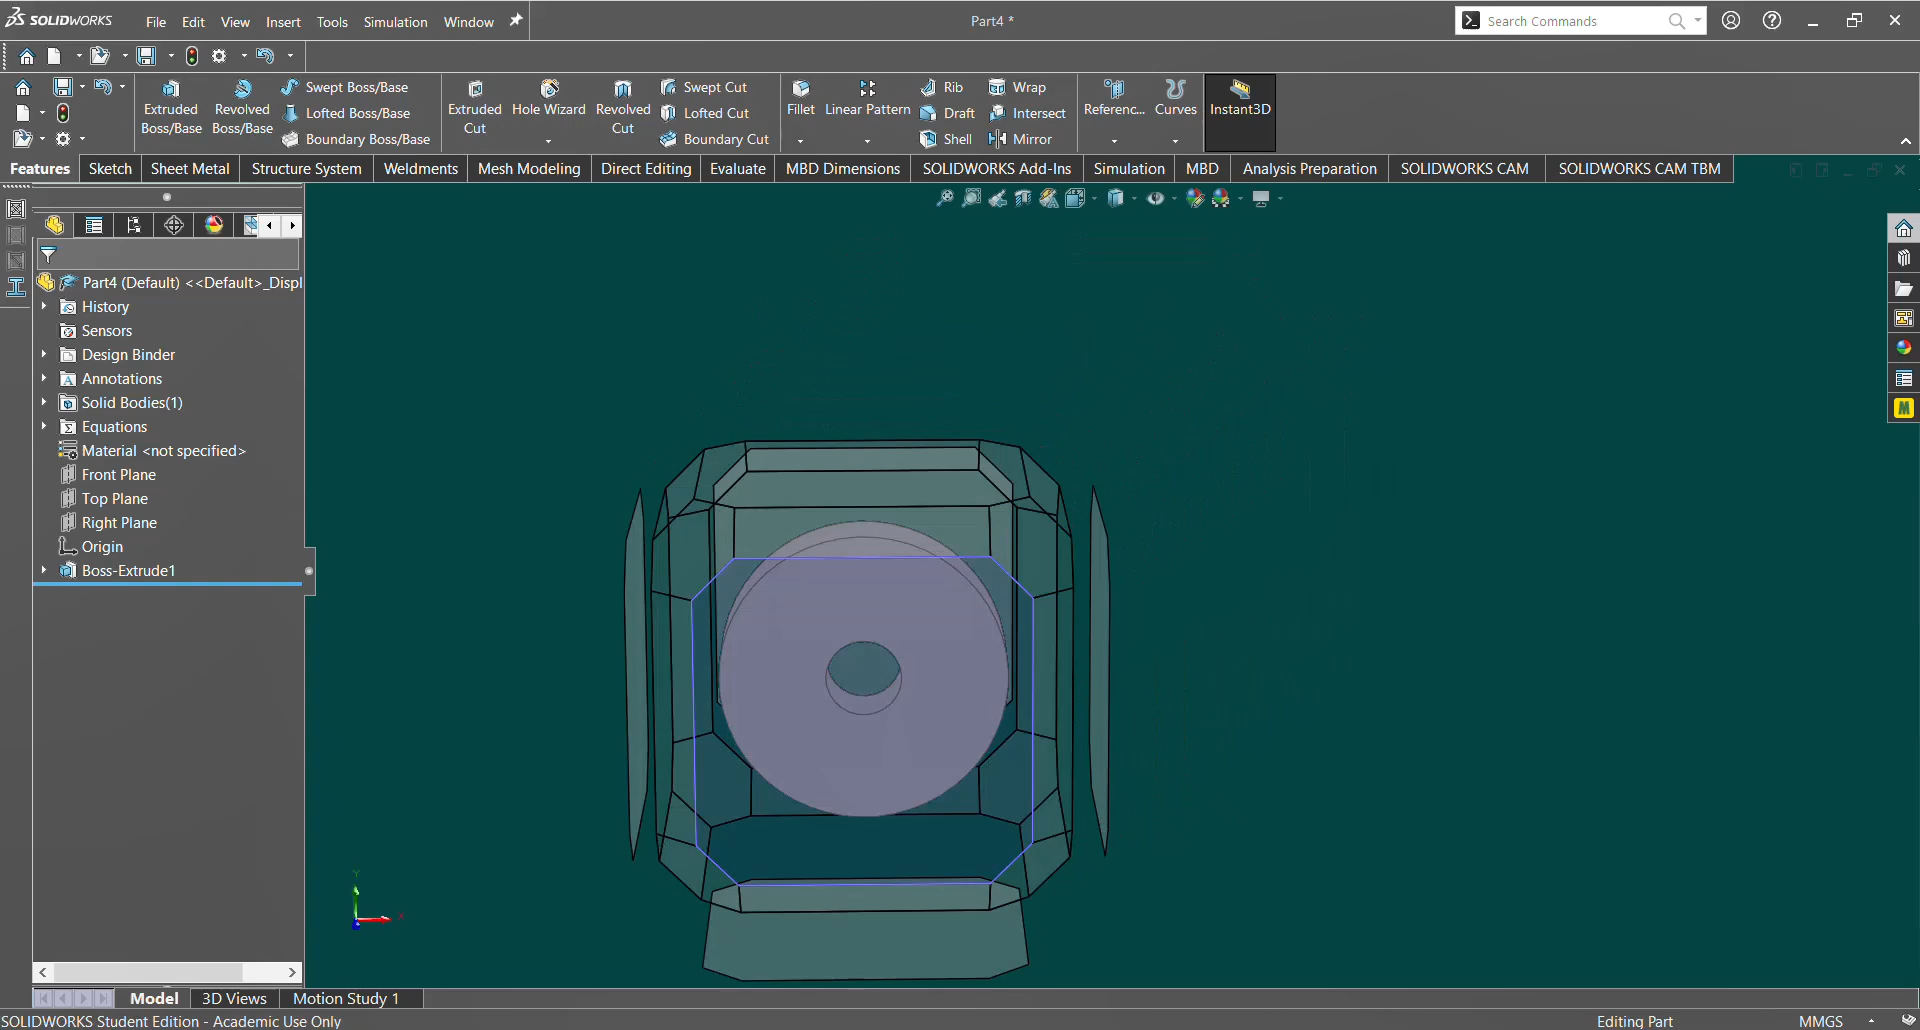 SOLIDWORKS File Edit View Insert Tools Simulation Window Part4 * Search Commands
Extruded Boss/Base
Revolved Boss/Base
Swept Boss/Base
Lofted Boss/Base
Boundary Boss/Base
Extruded Cut
Hole Wizard
Revolved Cut
Swept Cut
Lofted Cut
Boundary Cut
Fillet
Linear Pattern
Rib
Draft
Shell
Wrap
Intersect
Mirror
Referenc...
Curves
Instant3D
Features Sketch Sheet Metal Structure System Weldments Mesh Modeling Direct Editing Evaluate MBD Dimensions SOLIDWORKS Add-Ins Simulation MBD Analysis Preparation SOLIDWORKS CAM SOLIDWORKS CAM TBM
Part4 (Default) <<Default>_Displ
History
Sensors
Design Binder
Annotations
Solid Bodies(1)
Equations
Material <not specified>
Front Plane
Top Plane
Right Plane
Origin
Boss-Extrude1
Y
X
Model 3D Views Motion Study 1
SOLIDWORKS Student Edition - Academic Use Only Editing Part MMGS